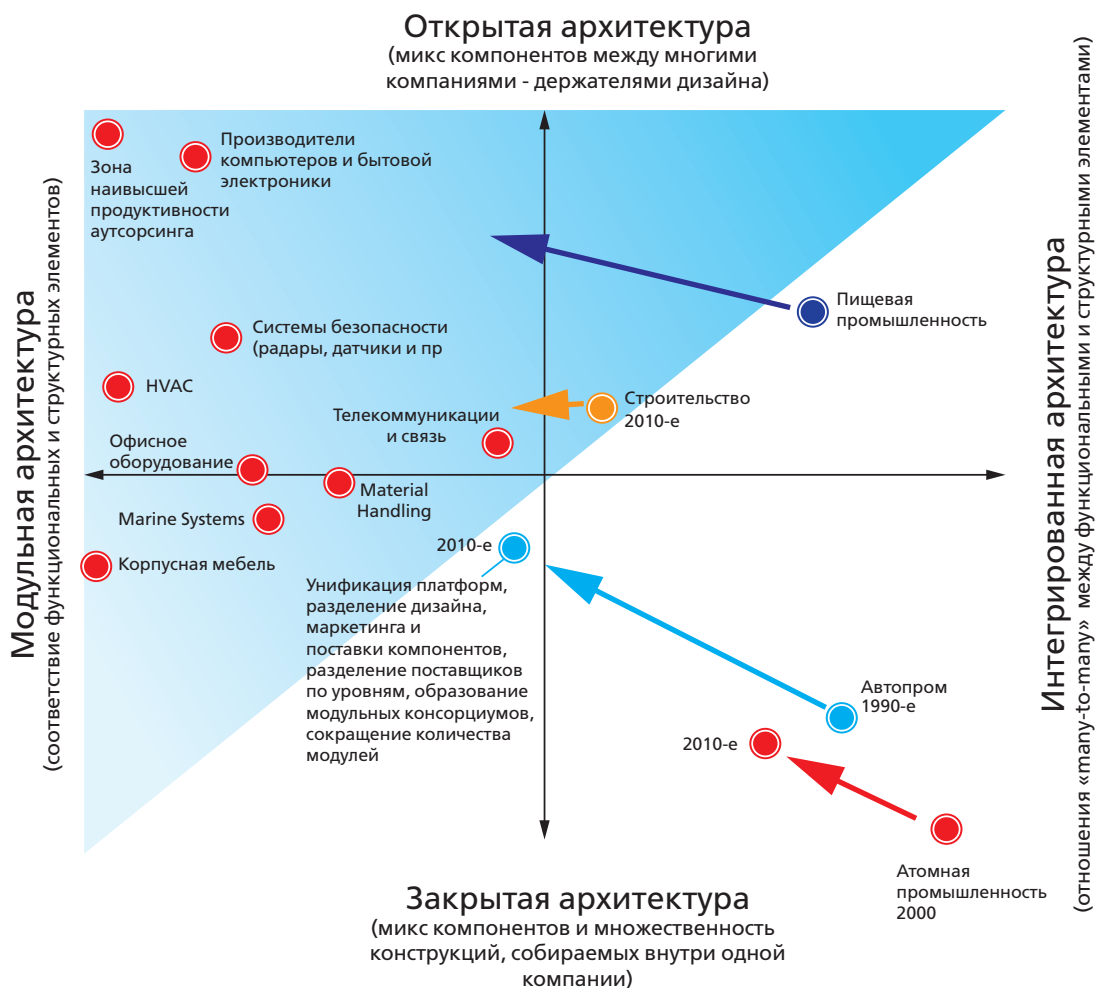 Открытая архитектура
(микс компонентов между многими
компаниями - держателями дизайна)
Модульная архитектура
(соответствие функциональных и структурных элементов)
Зона
наивысшей
продуктивности
аутсорсинга
Производители
компьютеров и бытовой
электроники
Пищевая
промышленность
Системы безопасности
(радары, датчики и пр
HVAC
Строительство
2010-е
Телекоммуникации
и связь
Офисное
оборудование
Material
Handling
Marine Systems
2010-е
Корпусная мебель
Унификация платформ,
разделение дизайна,
маркетинга и
поставки компонентов,
разделение поставщиков
по уровням, образование
модульных консорциумов,
сокращение количества
модулей
Автопром
1990-е
2010-е
Атомная
промышленность
2000
Интегрированная архитектура
(отношения «many-to-many» между функциональными и структурными элементами)
Закрытая архитектура
(микс компонентов и множественность
конструкций, собираемых внутри одной
компании)